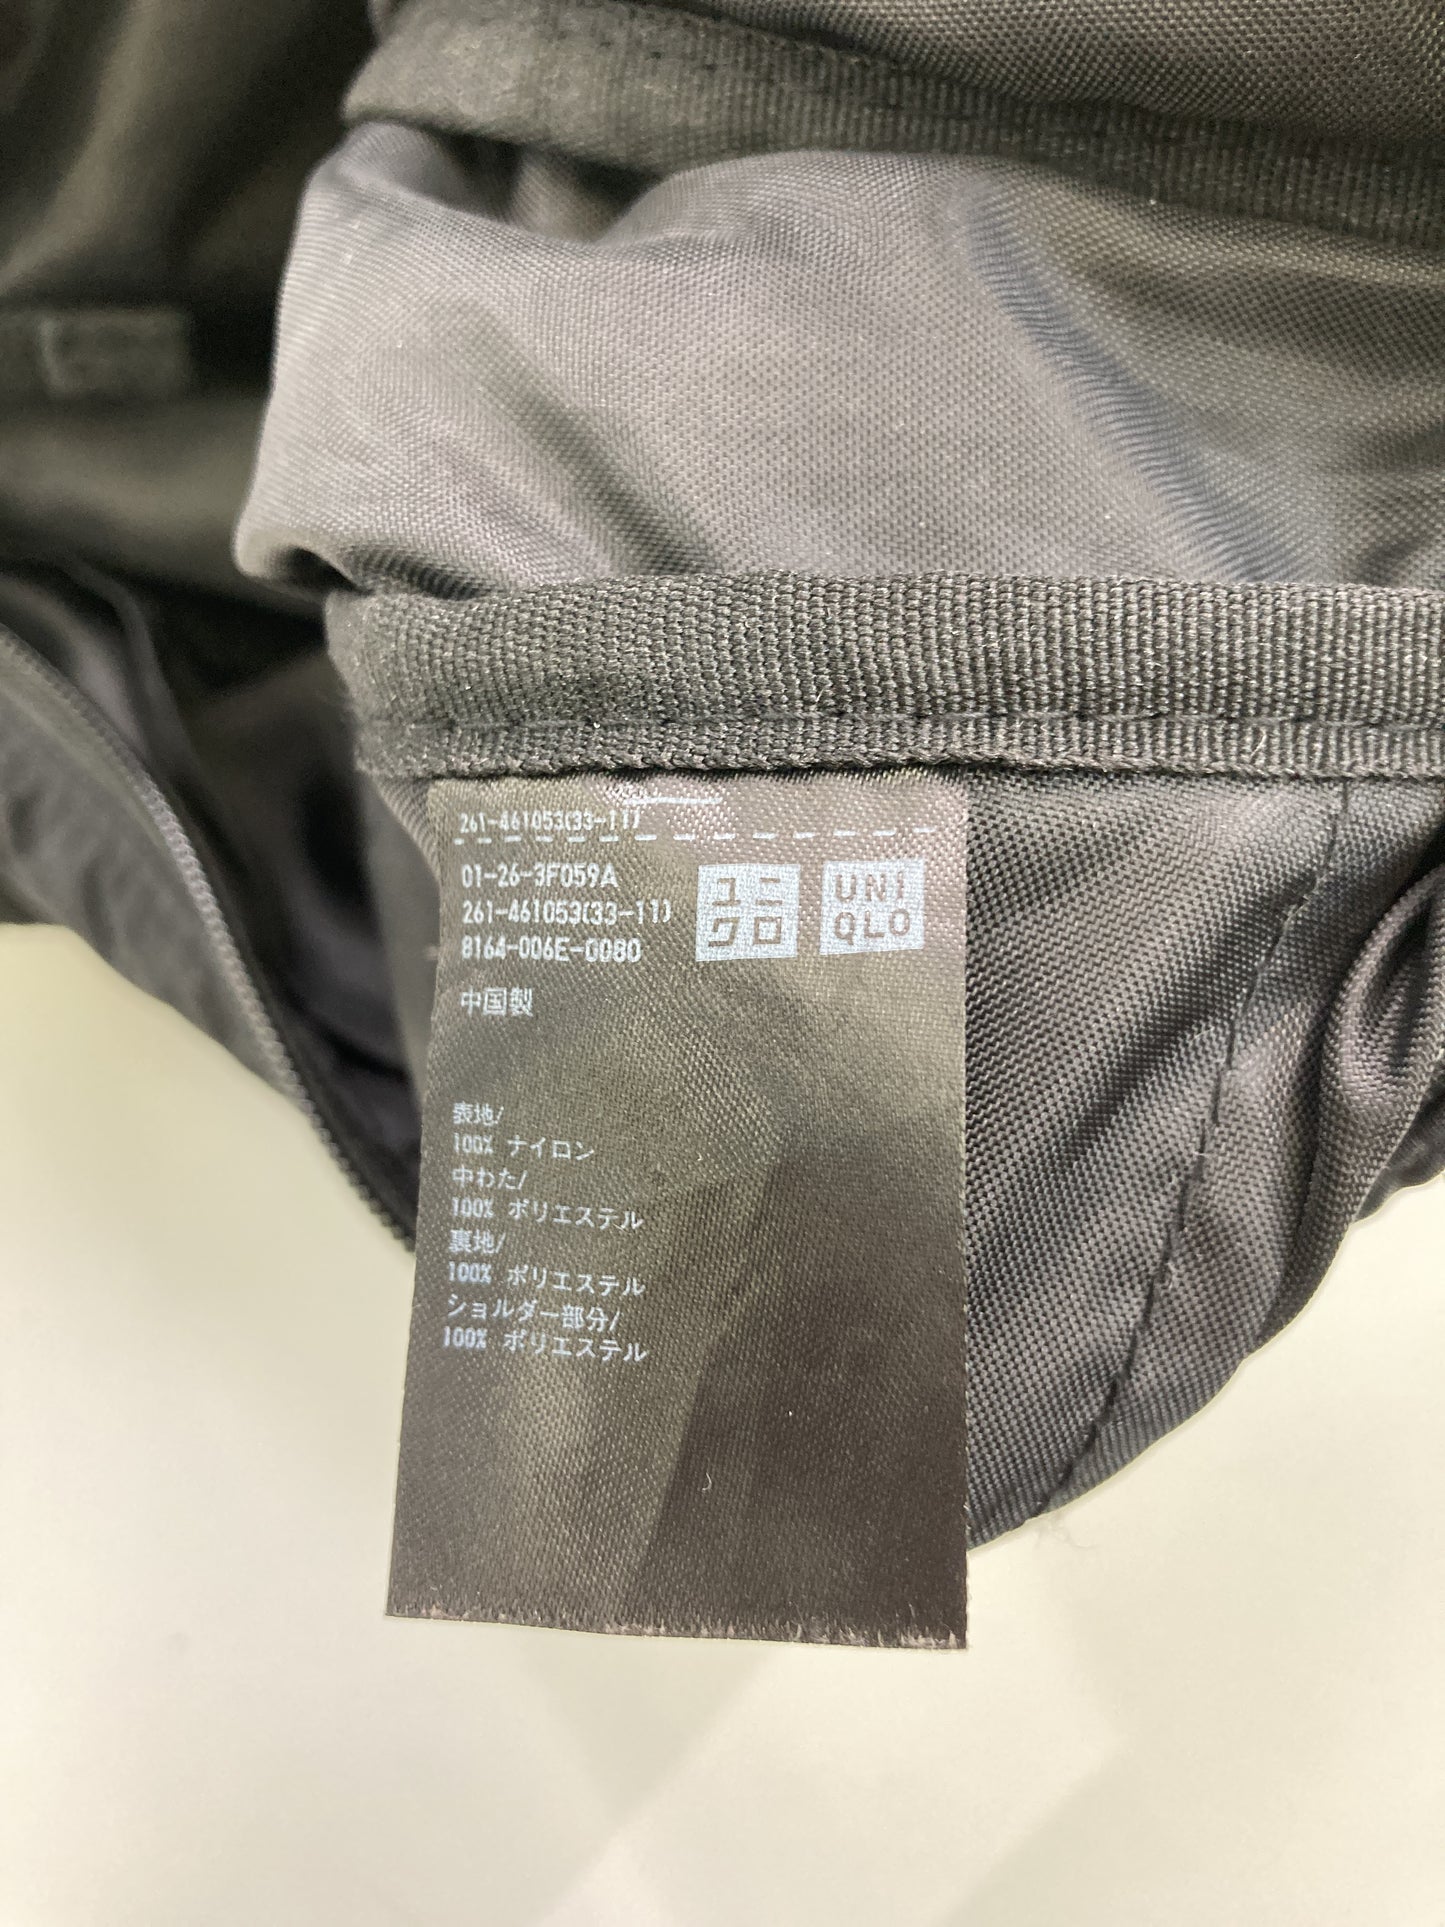 261-461053(33-11)
01-26-3F059A
261-461053(33-11)
8164-006E-0080
ユニ
クロ
UNI
QLO
中国製
表地/
100% ナイロン
中わた/
100% ポリエステル
裏地/
100% ポリエステル
ショルダー部分/
100% ポリエステル